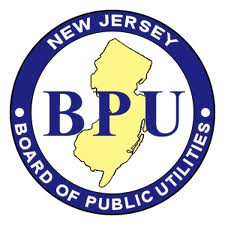 NEW JERSEY
BPU
• BOARD OF PUBLIC UTILITIES •